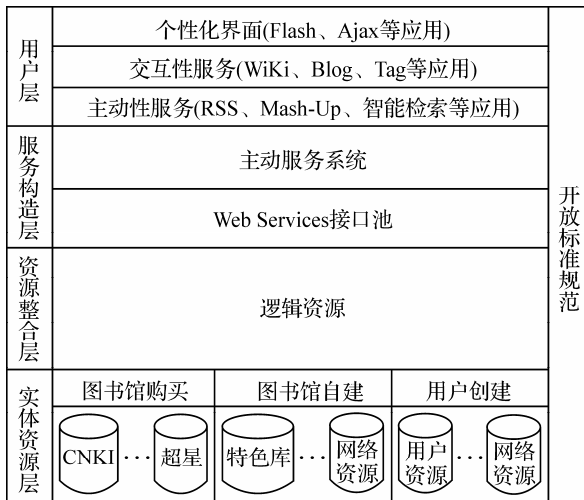 用户层
个性化界面(Flash、Ajax等应用)
交互性服务(WiKi、Blog、Tag等应用)
主动性服务(RSS、Mash-Up、智能检索等应用)
服务构造层
主动服务系统
Web Services接口池
资源整合层
逻辑资源
实体资源层
图书馆购买
图书馆自建
用户创建
CNKI
···
超星
特色库
···
网络
资源
用户
资源
···
网络
资源
开放标准规范